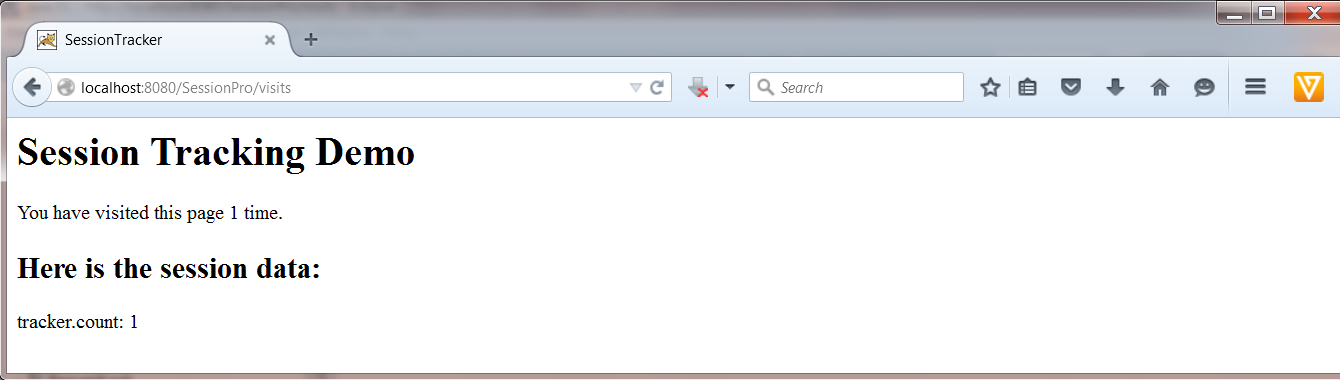 SessionTracker
localhost:8080/SessionPro/visits
Search
Session Tracking Demo
You have visited this page 1 time.
Here is the session data:
tracker.count: 1